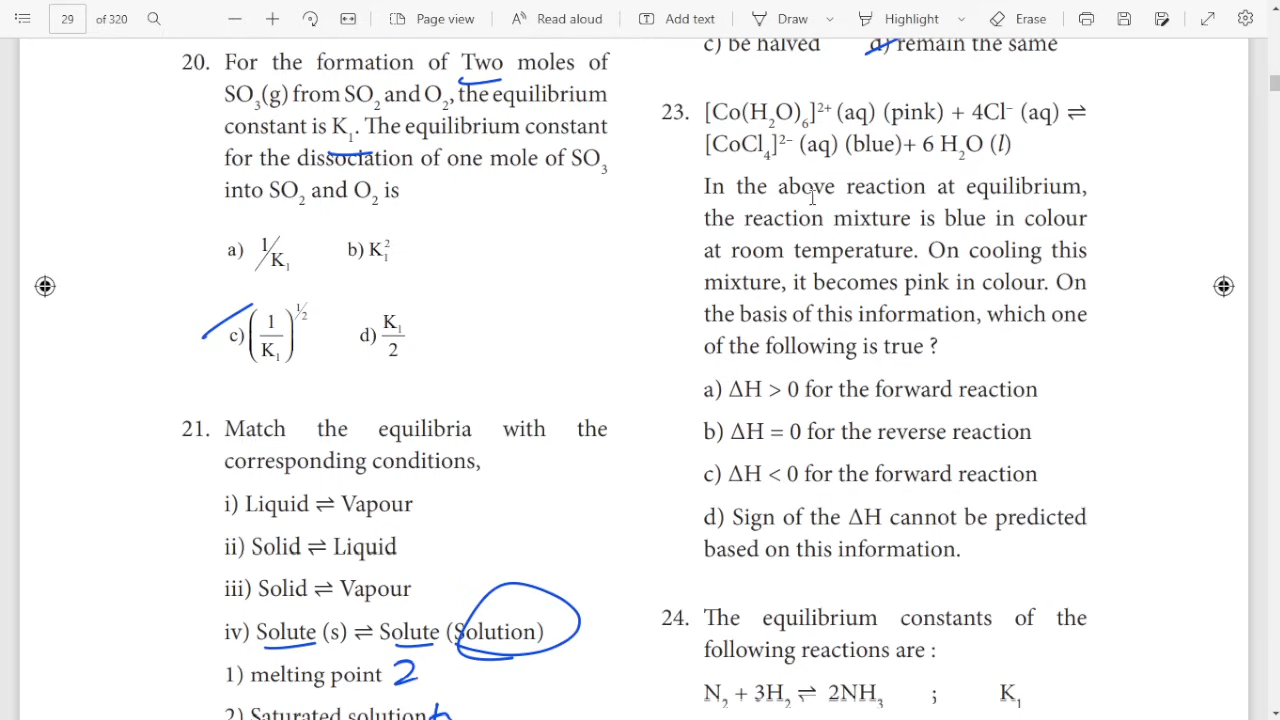 29 of 320 Page view Read aloud Add text Draw Highlight Erase
20. For the formation of Two moles of
SO₃(g) from SO₂ and O₂, the equilibrium
constant is K₁. The equilibrium constant
for the dissociation of one mole of SO₃
into SO₂ and O₂ is
a) 1/K₁ b) K₁²
c) (1/K₁)^1/2 d) K₁/2
21. Match the equilibria with the
corresponding conditions,
i) Liquid ⇌ Vapour
ii) Solid ⇌ Liquid
iii) Solid ⇌ Vapour
iv) Solute (s) ⇌ Solute (Solution)
1) melting point 2
2) Saturated solution
c) be halved d) remain the same
23. [Co(H₂O)₆]²⁺ (aq) (pink) + 4Cl⁻ (aq) ⇌
[CoCl₄]²⁻ (aq) (blue)+ 6 H₂O (l)
In the above reaction at equilibrium,
the reaction mixture is blue in colour
at room temperature. On cooling this
mixture, it becomes pink in colour. On
the basis of this information, which one
of the following is true ?
a) ΔH > 0 for the forward reaction
b) ΔH = 0 for the reverse reaction
c) ΔH < 0 for the forward reaction
d) Sign of the ΔH cannot be predicted
based on this information.
24. The equilibrium constants of the
following reactions are :
N₂ + 3H₂ ⇌ 2NH₃ ; K₁